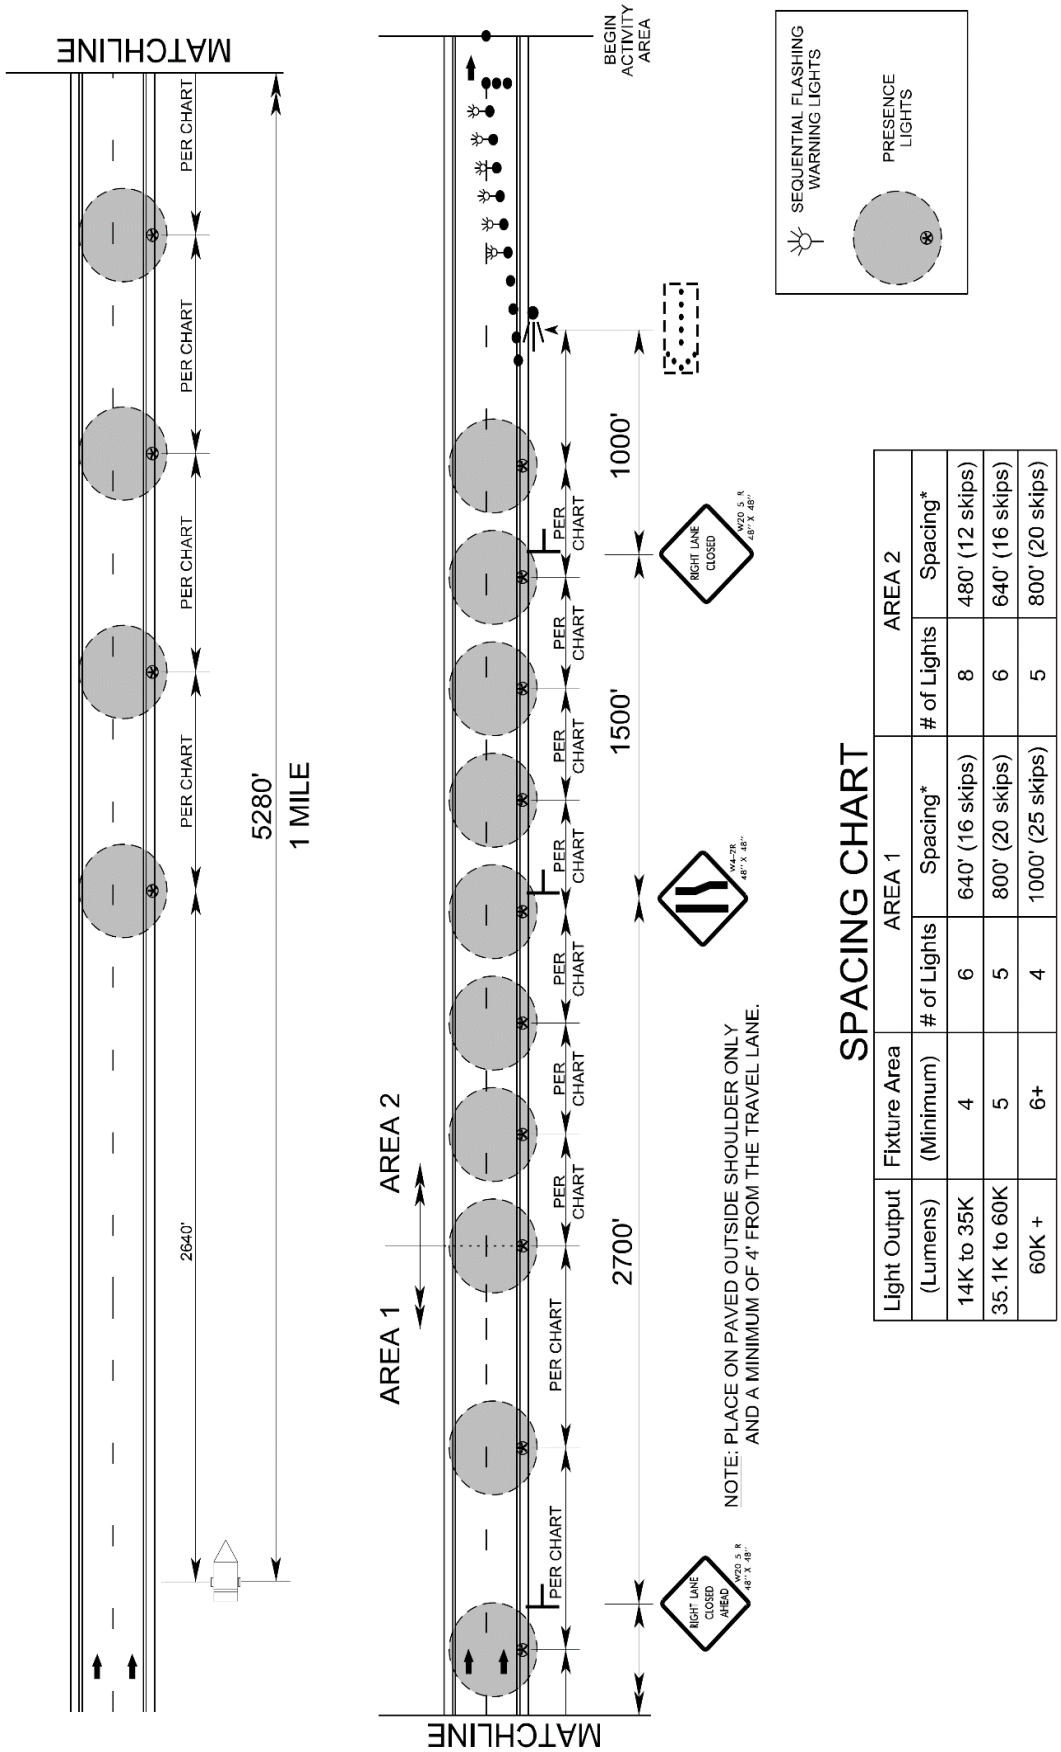 MATCHLINE
PER CHART
PER CHART
PER CHART
PER CHART
2640'
5280'
1 MILE
MATCHLINE
AREA 1
AREA 2
PER CHART
PER CHART
PER
CHART
PER
CHART
PER
CHART
PER
CHART
PER
CHART
PER
CHART
PER
CHART
2700'
1500'
1000'
BEGIN
ACTIVITY
AREA
RIGHT LANE
CLOSED
AHEAD
W20 5 R
48" X 48"
W4-2R
48" X 48"
RIGHT LANE
CLOSED
W20 5 R
48" X 48"
NOTE: PLACE ON PAVED OUTSIDE SHOULDER ONLY
AND A MINIMUM OF 4' FROM THE TRAVEL LANE.
SEQUENTIAL FLASHING
WARNING LIGHTS
PRESENCE
LIGHTS
SPACING CHART
Light Output Fixture Area AREA 1 AREA 2
(Lumens) (Minimum) # of Lights Spacing* # of Lights Spacing*
14K to 35K 4 6 640' (16 skips) 8 480' (12 skips)
35.1K to 60K 5 5 800' (20 skips) 6 640' (16 skips)
60K + 6+ 4 1000' (25 skips) 5 800' (20 skips)